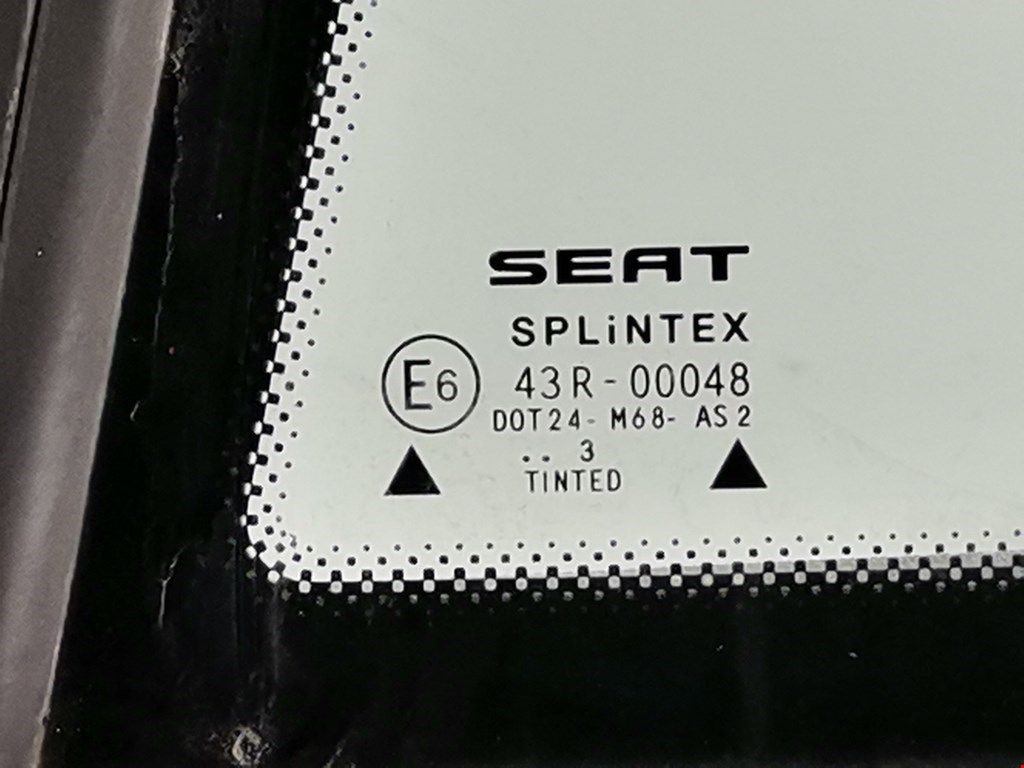 SEAT
SPLiNTEX
E6 43R-00048
DOT24-M68-AS2
.. 3
TINTED